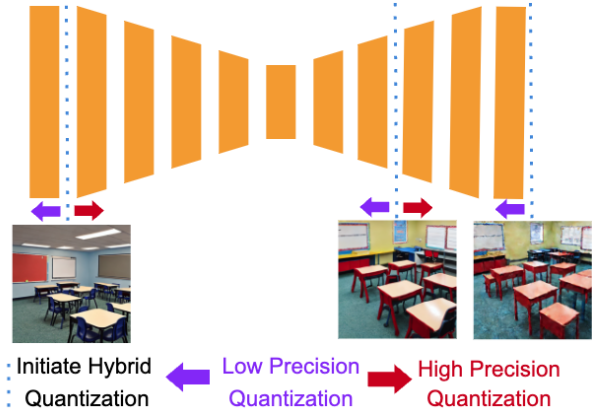 Initiate Hybrid Quantization
Low Precision Quantization
High Precision Quantization